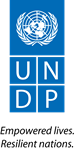 U N
D P
Empowered lives.
Resilient nations.